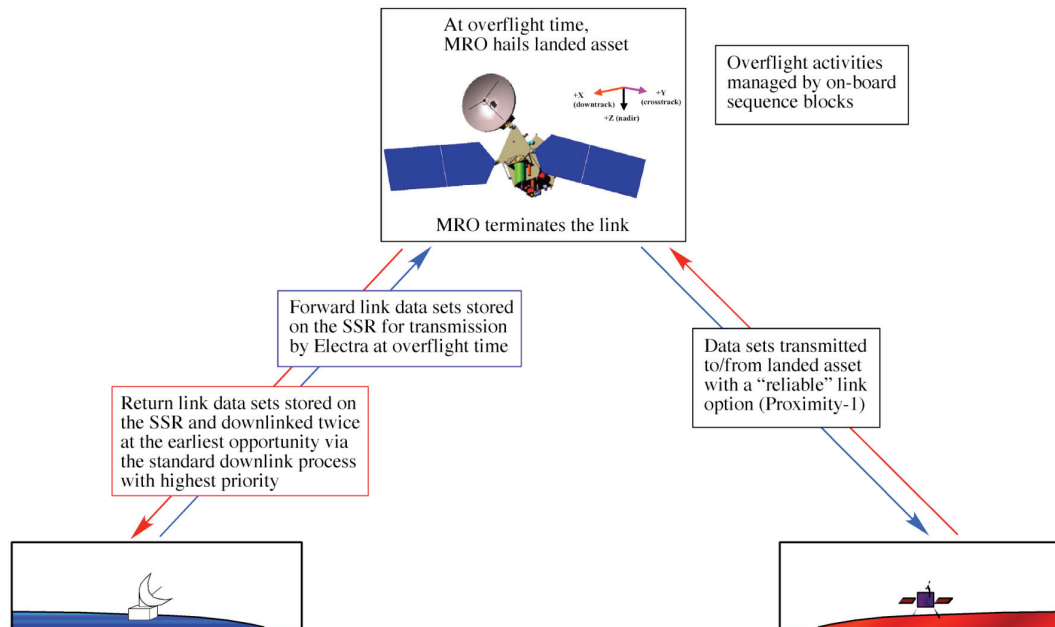 At overflight time,
MRO hails landed asset
+X
(downtrack)
+Y
(crosstrack)
+Z (nadir)
MRO terminates the link
Overflight activities
managed by on-board
sequence blocks
Forward link data sets stored
on the SSR for transmission
by Electra at overflight time
Return link data sets stored on
the SSR and downlinked twice
at the earliest opportunity via
the standard downlink process
with highest priority
Data sets transmitted
to/from landed asset
with a “reliable” link
option (Proximity-1)